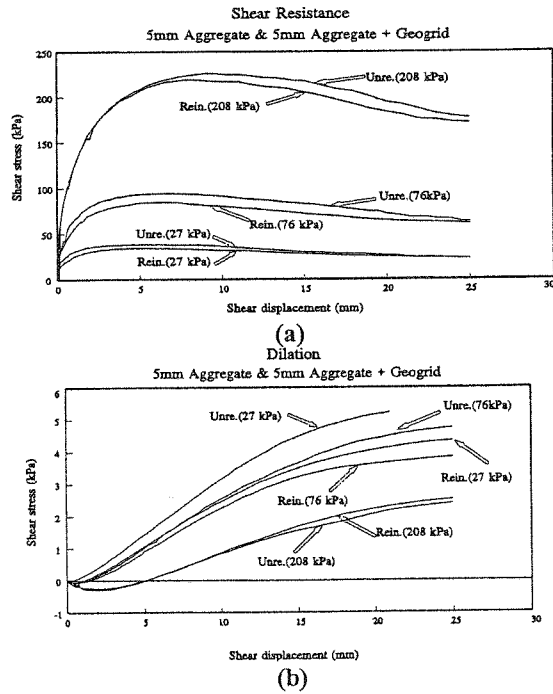 Shear Resistance
5mm Aggregate & 5mm Aggregate + Geogrid
250
200
150
100
50
0
Shear stress (kPa)
Unre.(208 kPa)
Rein.(208 kPa)
Unre.(76kPa)
Rein.(76 kPa)
Unre.(27 kPa)
Rein.(27 kPa)
0
5
10
15
20
25
30
Shear displacement (mm)
(a)
Dilation
5mm Aggregate & 5mm Aggregate + Geogrid
6
5
4
3
2
1
0
-1
Shear stress (kPa)
Unre.(27 kPa)
Unre.(76kPa)
Rein.(27 kPa)
Rein.(76 kPa)
Rein.(208 kPa)
Unre.(208 kPa)
0
5
10
15
20
25
30
Shear displacement (mm)
(b)